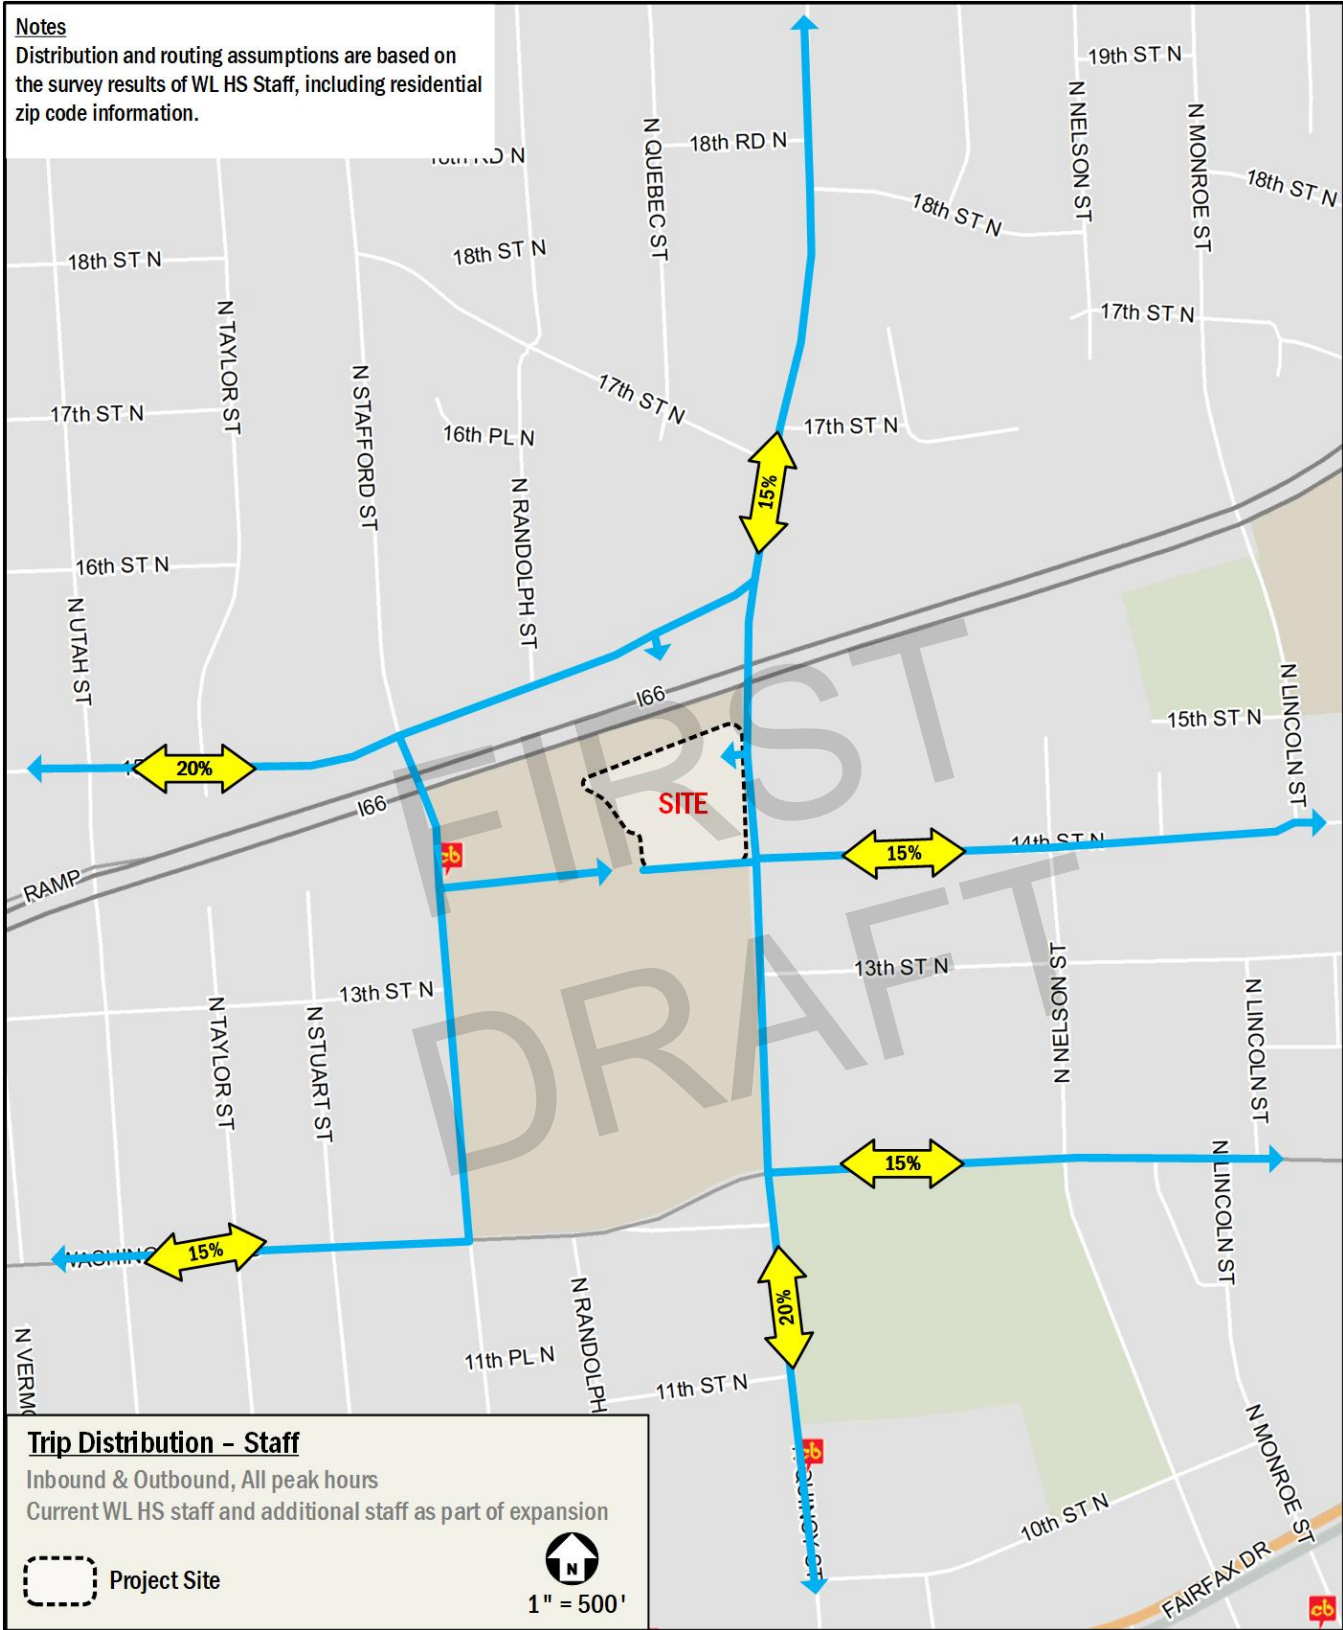 Notes
Distribution and routing assumptions are based on
the survey results of WL HS Staff, including residential
zip code information.
19th ST N
N NELSON ST
N MONROE ST
N QUEBEC ST
18th RD N
18th ST N
18th ST N
18th ST N
18th ST N
N TAYLOR ST
17th ST N
N STAFFORD ST
17th ST N
17th ST N
17th ST N
16th PL N
15%
N RANDOLPH ST
16th ST N
N UTAH ST
FIRST
DRAFT
I66
N LINCOLN ST
15th ST N
20%
SITE
I66
14th ST N
15%
cb
RAMP
13th ST N
N NELSON ST
13th ST N
N LINCOLN ST
N TAYLOR ST
N STUART ST
15%
N LINCOLN ST
15%
20%
N RANDOLPH
11th PL N
11th ST N
N MONROE ST
cb
10th ST N
FAIRFAX DR
cb
Trip Distribution – Staff
Inbound & Outbound, All peak hours
Current WL HS staff and additional staff as part of expansion
Project Site
N
1" = 500'